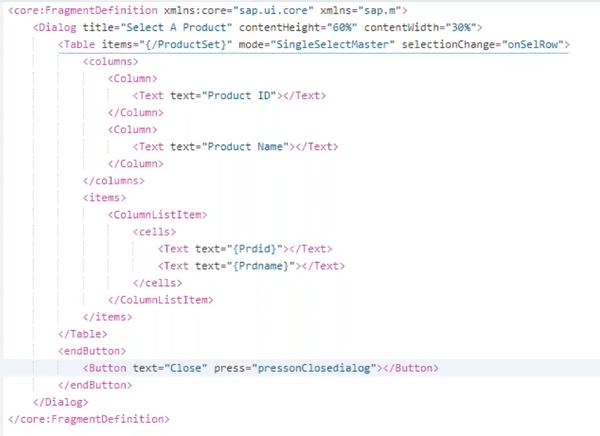 <core:FragmentDefinition xmlns:core="sap.ui.core" xmlns="sap.m">
<Dialog title="Select A Product" contentHeight="60%" contentWidth="30%">
<Table items="{/ProductSet}" mode="SingleSelectMaster" selectionChange="onSelRow">
<columns>
<Column>
<Text text="Product ID"></Text>
</Column>
<Column>
<Text text="Product Name"></Text>
</Column>
</columns>
<items>
<ColumnListItem>
<cells>
<Text text="{Prdid}"></Text>
<Text text="{Prdname}"></Text>
</cells>
</ColumnListItem>
</items>
</Table>
<endButton>
<Button text="Close" press="pressonClosedialog"></Button>
</endButton>
</Dialog>
</core:FragmentDefinition>